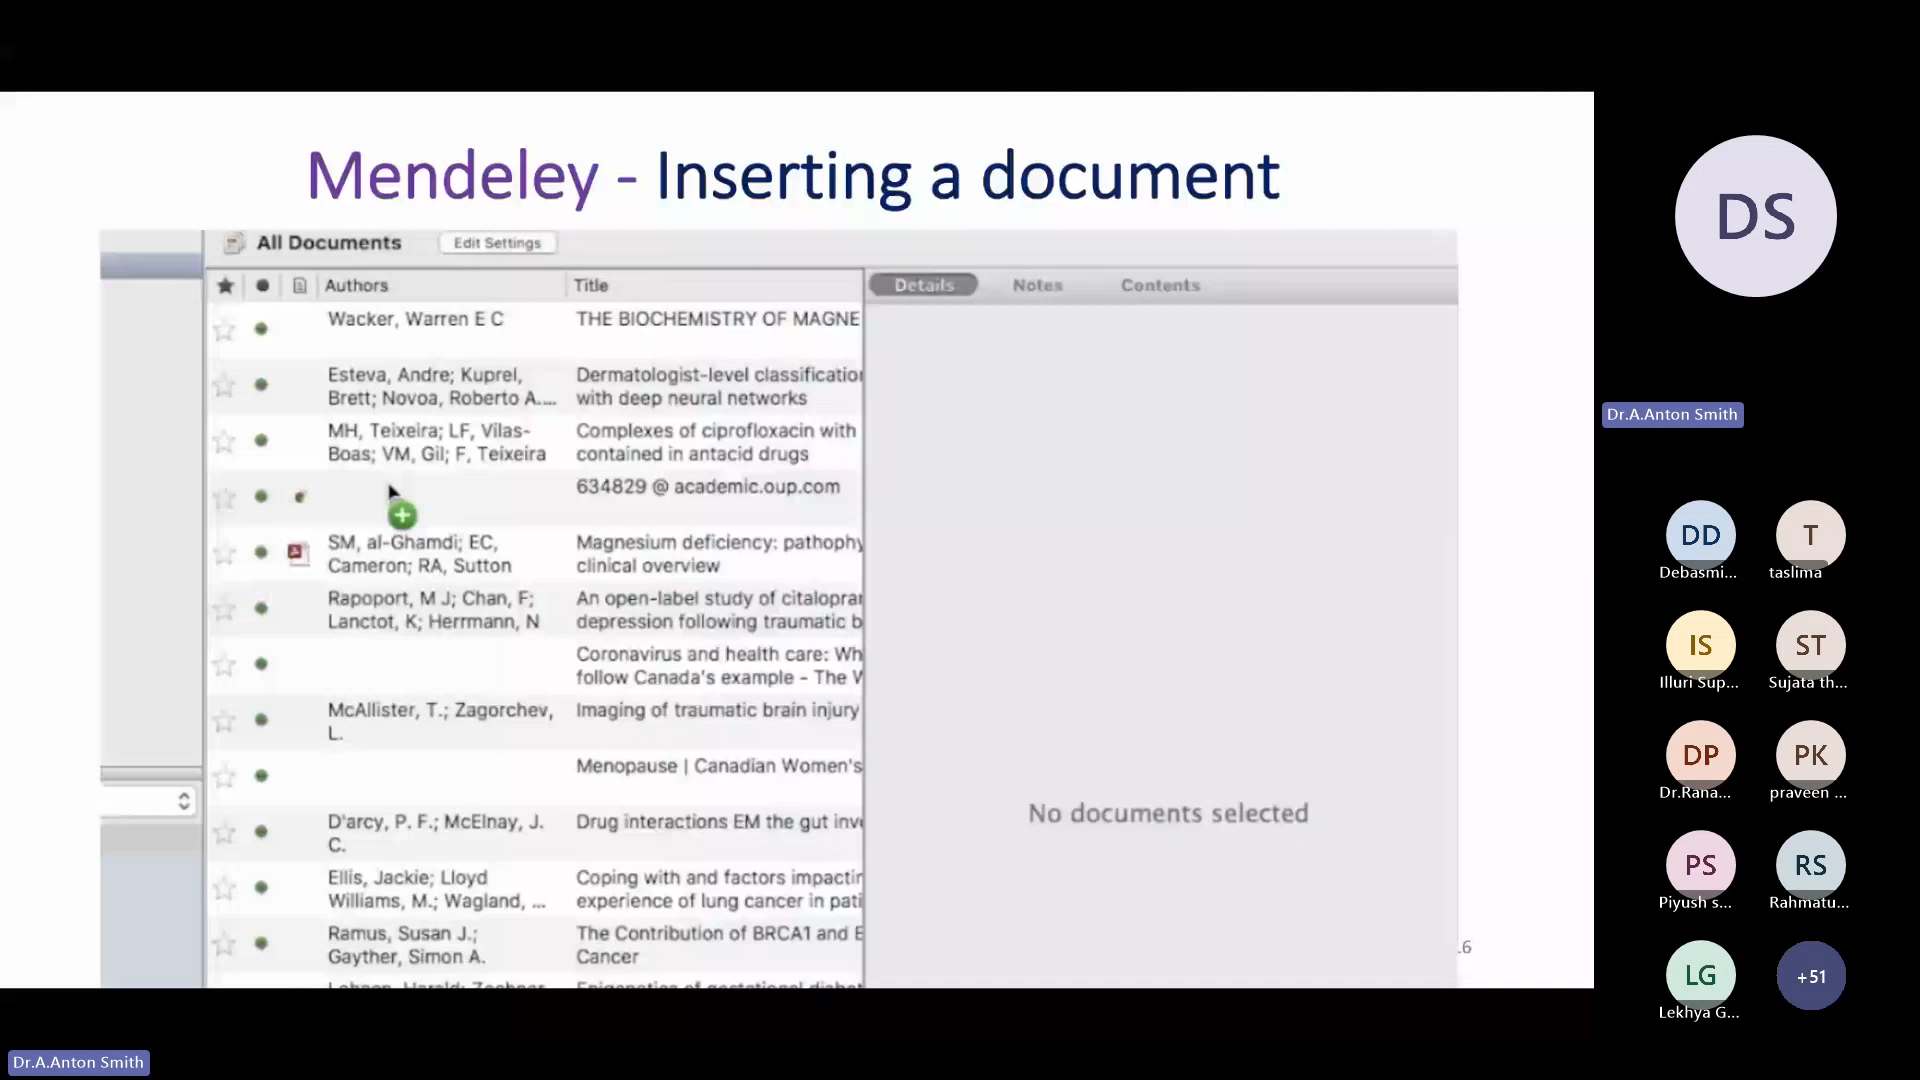 Mendeley - Inserting a document
All Documents
Edit Settings
Authors
Title
Details
Notes
Contents
Wacker, Warren E C
THE BIOCHEMISTRY OF MAGNE
Esteva, Andre; Kuprel,
Brett; Novoa, Roberto A....
Dermatologist-level classification
with deep neural networks
MH, Teixeira; LF, Vilas-
Boas; VM, Gil; F, Teixeira
Complexes of ciprofloxacin with
contained in antacid drugs
634829 @ academic.oup.com
SM, al-Ghamdi; EC,
Cameron; RA, Sutton
Magnesium deficiency: pathophy
clinical overview
Rapoport, M J; Chan, F;
Lanctot, K; Herrmann, N
An open-label study of citalopra
depression following traumatic b
Coronavirus and health care: Wh
follow Canada's example - The W
McAllister, T.; Zagorchev,
L.
Imaging of traumatic brain injury
Menopause | Canadian Women's
D'arcy, P. F.; McElnay, J.
C.
Drug interactions EM the gut inv
Ellis, Jackie; Lloyd
Williams, M.; Wagland, ...
Coping with and factors impactin
experience of lung cancer in pati
Ramus, Susan J.;
Gayther, Simon A.
The Contribution of BRCA1 and
Cancer
No documents selected
.6
DS
Dr.A.Anton Smith
DD
Debasmi...
T
taslima
IS
Illuri Sup...
ST
Sujata th...
DP
Dr.Rana...
PK
praveen ...
PS
Piyush s...
RS
Rahmatu...
LG
Lekhya G...
+51
Dr.A.Anton Smith